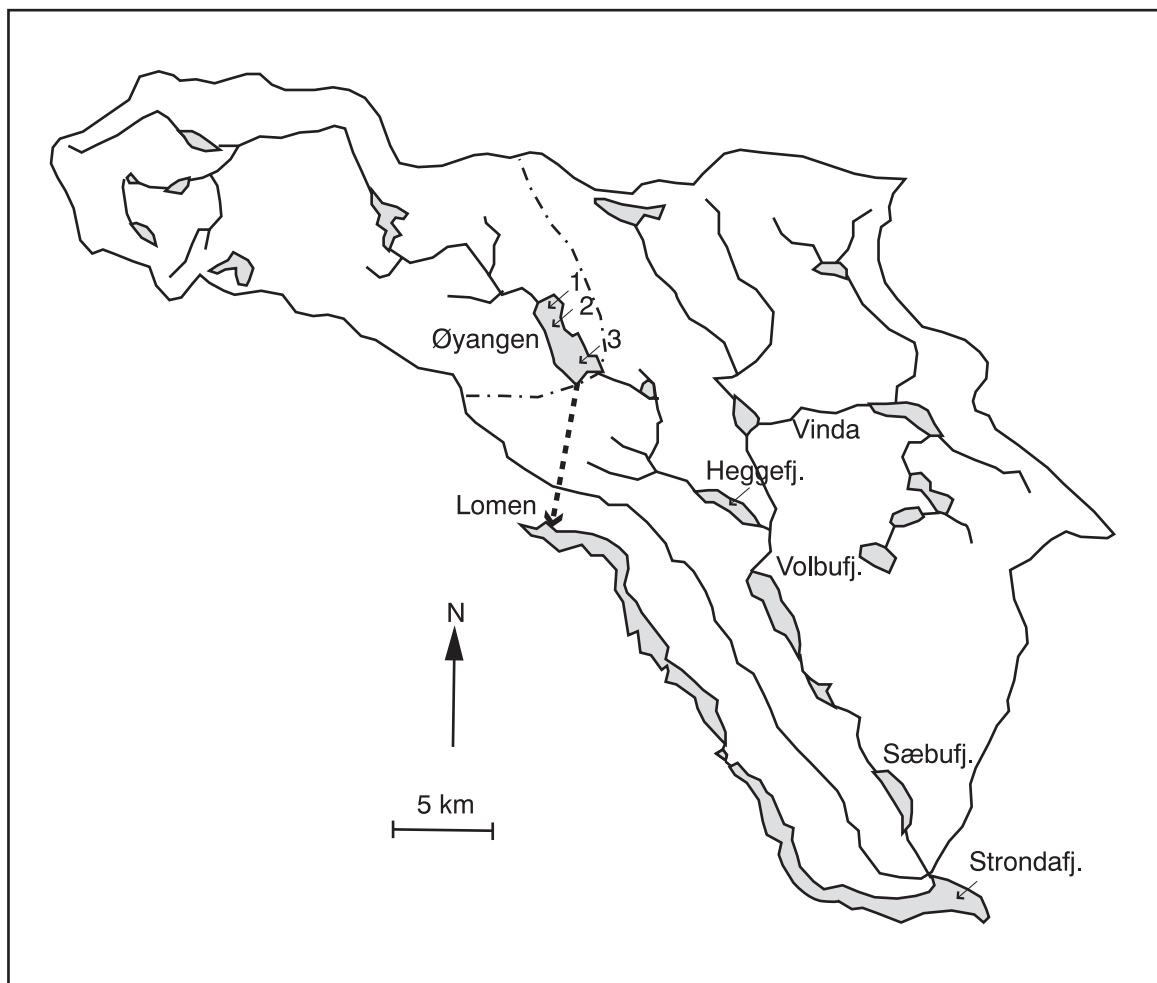 1
2
Øyangen
3
Vinda
Heggefj.
Lomen
Volbufj.
N
Sæbufj.
5 km
Strondafj.